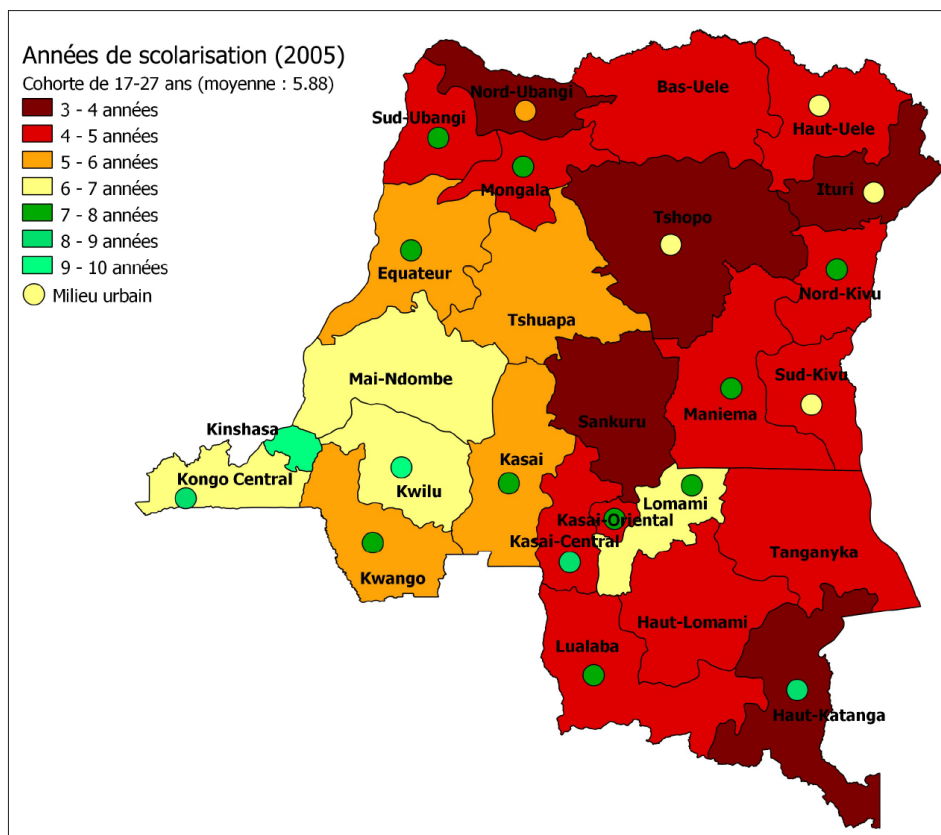 Années de scolarisation (2005)
Cohorte de 17-27 ans (moyenne : 5.88)
3 - 4 années
4 - 5 années
5 - 6 années
6 - 7 années
7 - 8 années
8 - 9 années
9 - 10 années
Milieu urbain
Nord-Ubangi
Bas-Uele
Sud-Ubangi
Haut-Uele
Mongala
Ituri
Tshopo
Equateur
Nord-Kivu
Tshuapa
Mai-Ndombe
Sud-Kivu
Maniema
Sankuru
Kinshasa
Kasai
Kongo Central
Kwilu
Lomami
Kasai-Oriental
Kasai-Central
Tanganyka
Kwango
Haut-Lomami
Lualaba
Haut-Katanga